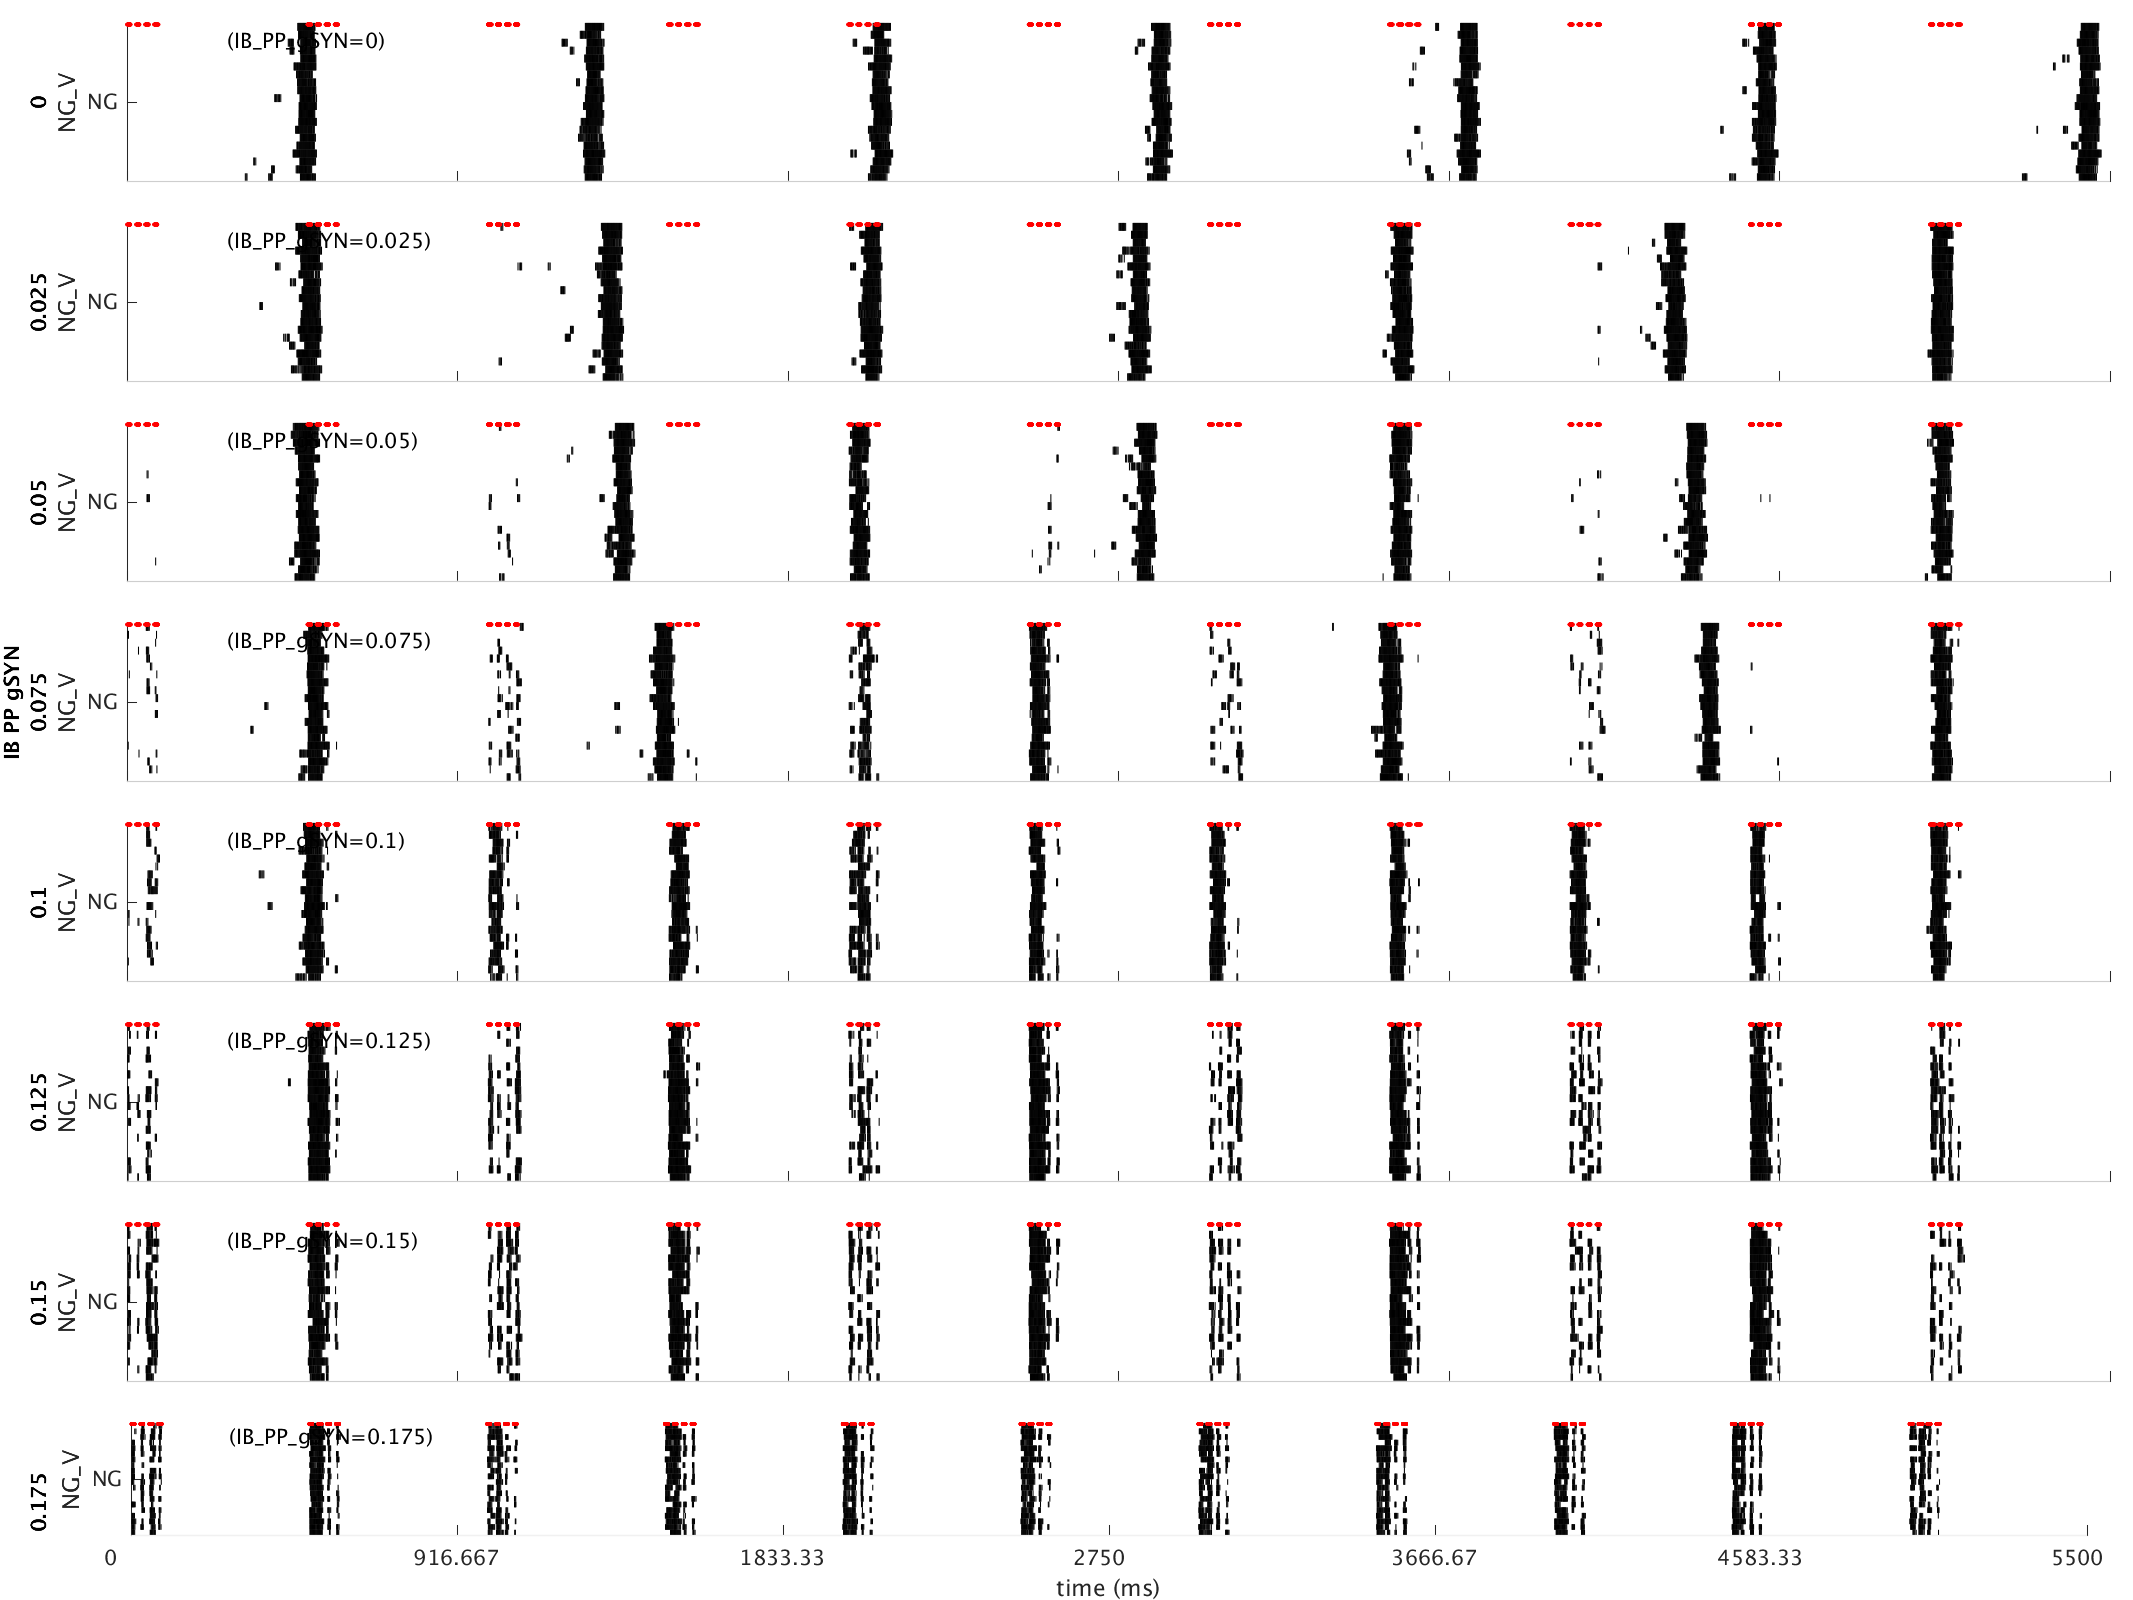 (IB_PP_gSYN=0)
0
NG_V
NG
(IB_PP_gSYN=0.025)
0.025
NG_V
NG
(IB_PP_gSYN=0.05)
0.05
NG_V
NG
(IB_PP_gSYN=0.075)
IB PP gSYN
0.075
NG_V
NG
(IB_PP_gSYN=0.1)
0.1
NG_V
NG
(IB_PP_gSYN=0.125)
0.125
NG_V
NG
(IB_PP_gSYN=0.15)
0.15
NG_V
NG
(IB_PP_gSYN=0.175)
0.175
NG_V
NG
0 916.667 1833.33 2750 3666.67 4583.33 5500
time (ms)